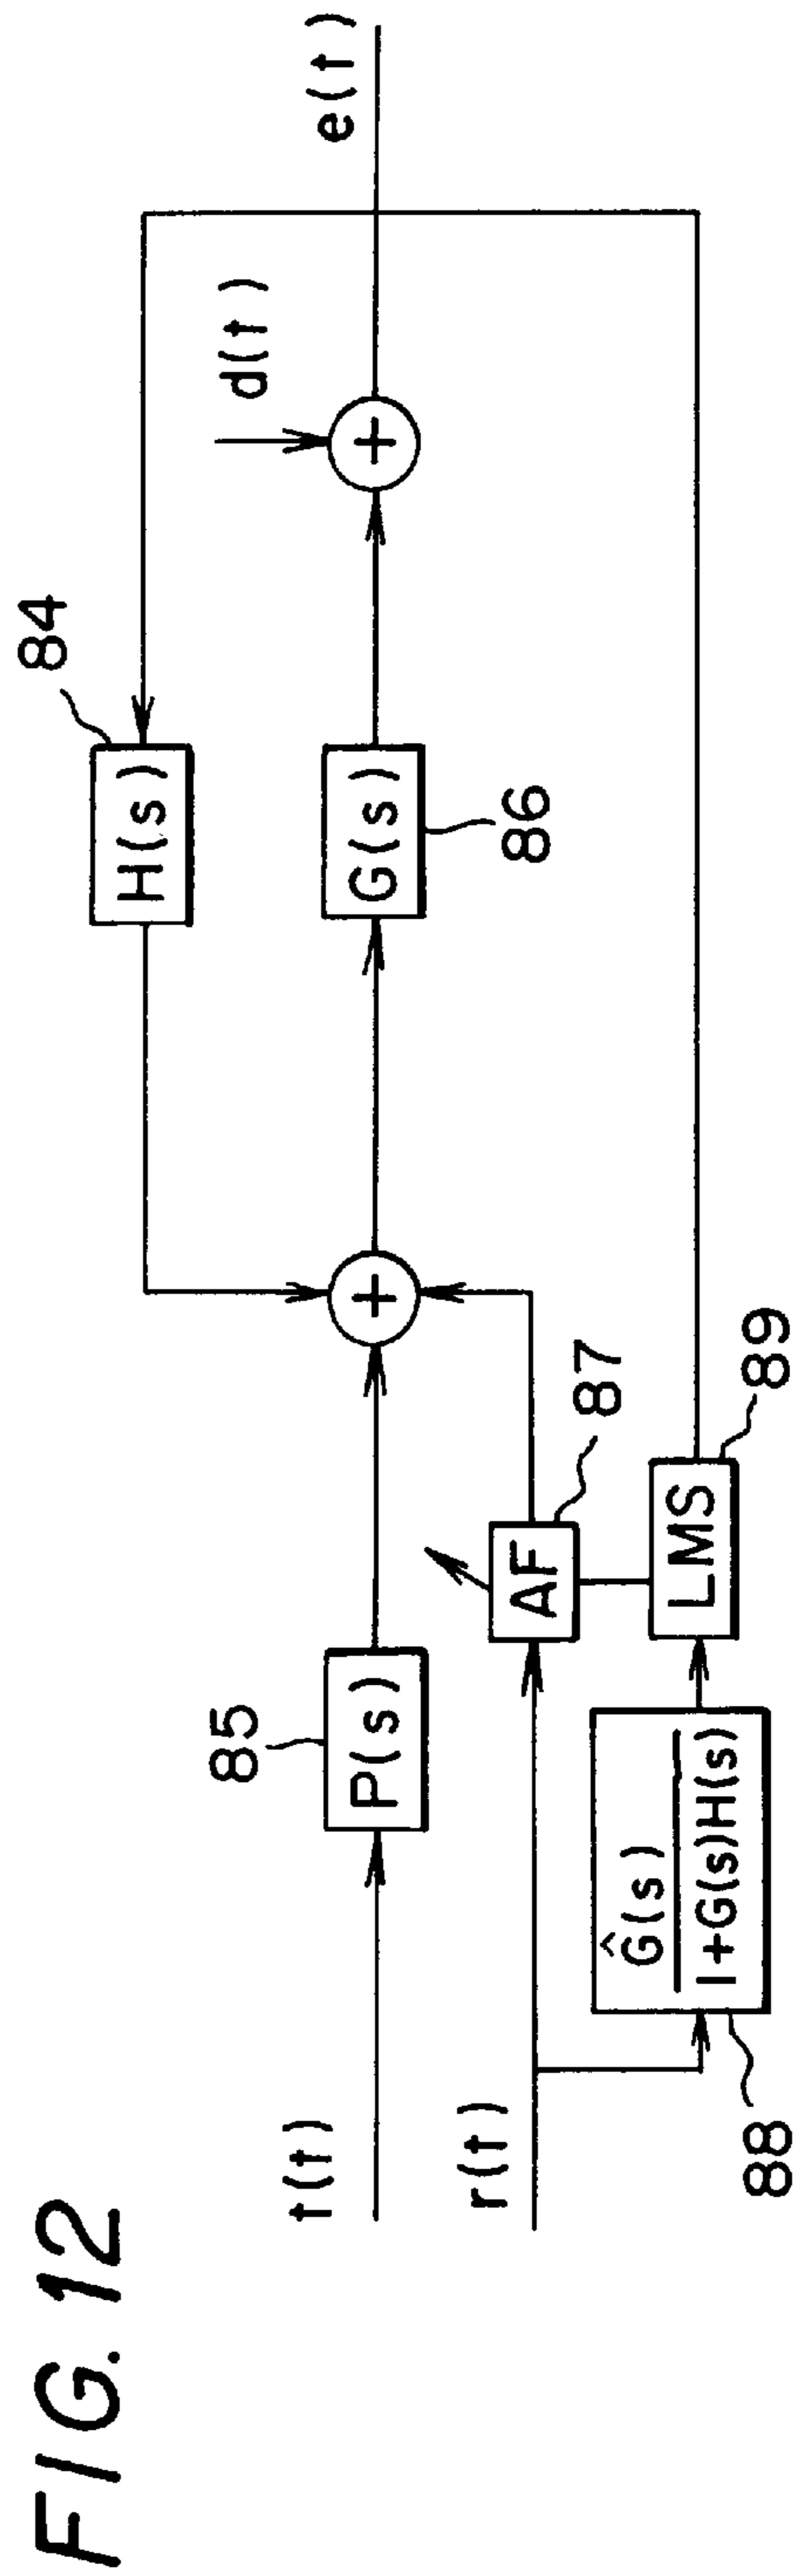 FIG. 12
84
H(s)
d(t)
e(t)
t(t)
85
P(s)
+
G(s)
86
+
r(t)
AF
87
88
Ĝ(s)
1+G(s)H(s)
LMS
89